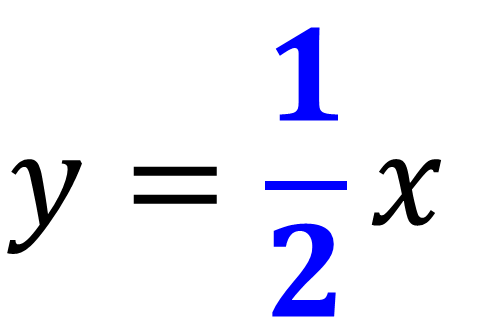 y = 1/2 x